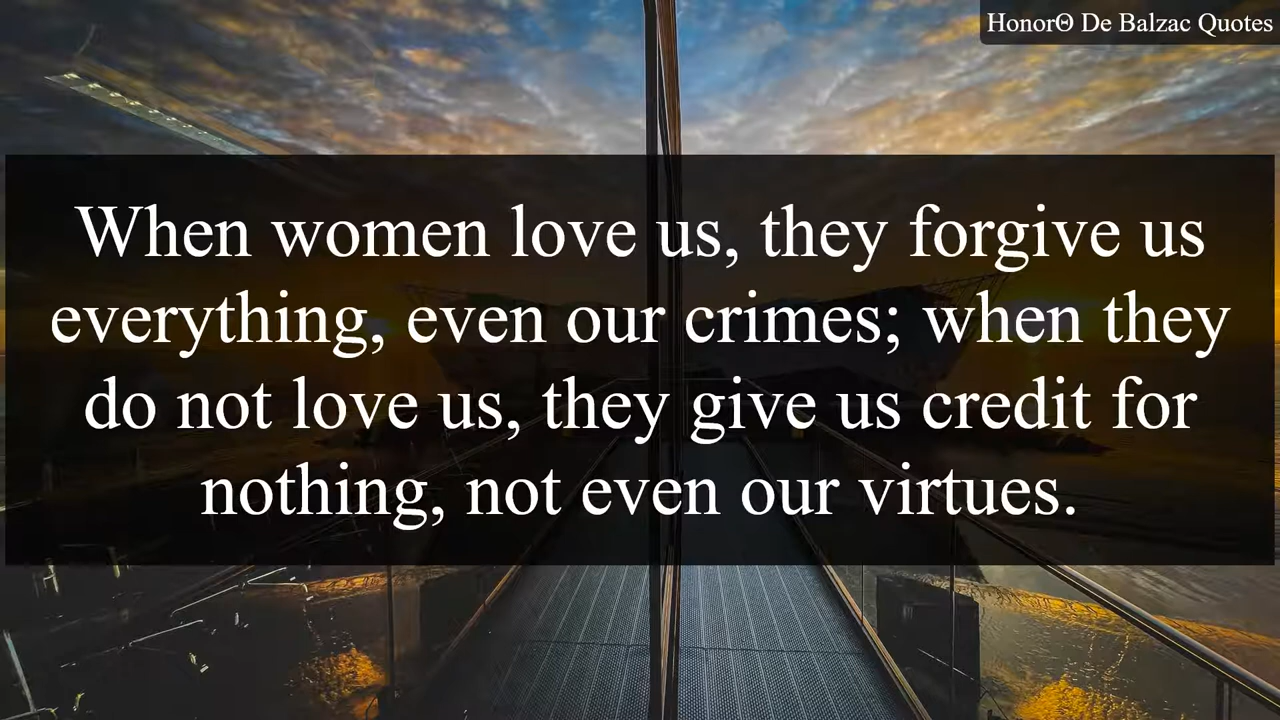 HonorΘ De Balzac Quotes
When women love us, they forgive us
everything, even our crimes; when they
do not love us, they give us credit for
nothing, not even our virtues.